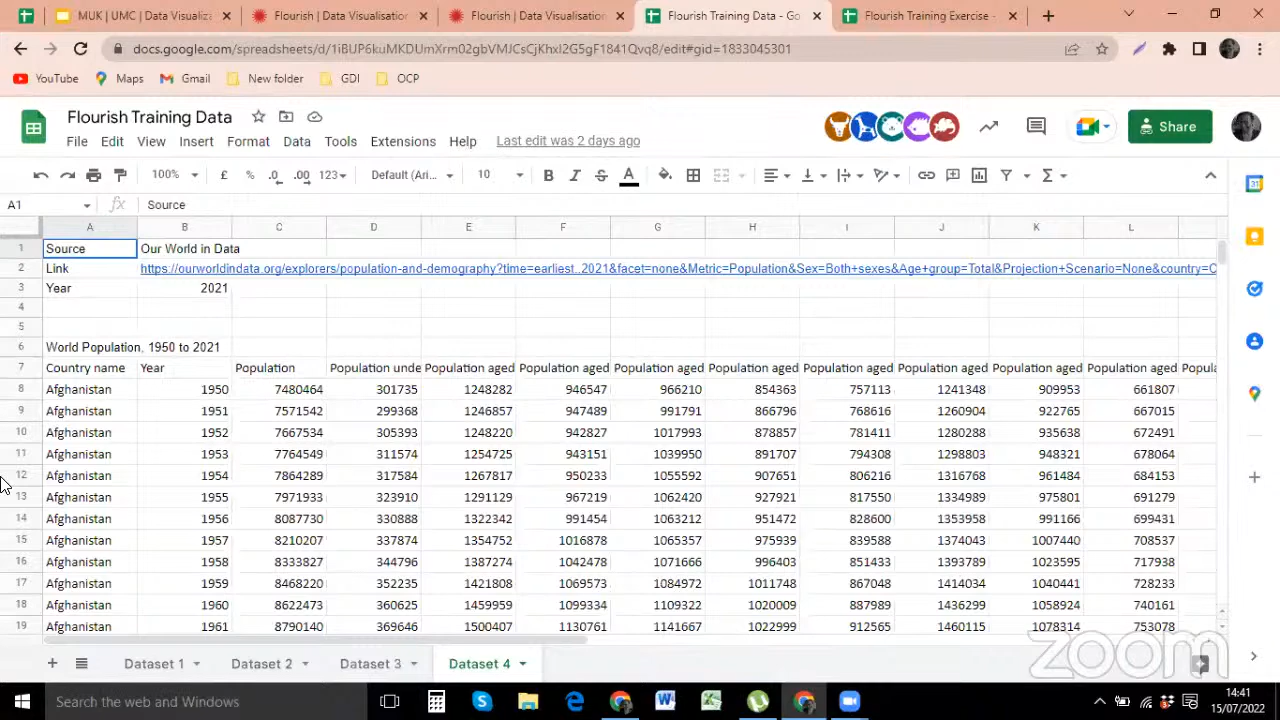 MUK | UMC | Data Visualiza
Flourish | Data Visualisation
Flourish | Data Visualisation
Flourish Training Data - Go
Flourish Training Exercise -
docs.google.com/spreadsheets/d/1iBUP6kuMKDUmXrm02gbVMJCsCjKhxI2G5gF1841Qvq8/edit#gid=1833045301
YouTube Maps Gmail New folder GDI OCP
Flourish Training Data
File Edit View Insert Format Data Tools Extensions Help Last edit was 2 days ago
Share
100% £ % .0 .00 123 Default (Ari... 10 B I S A
A1 fx Source
A B C D E F G H I J K L
1 Source Our World in Data
2 Link https://ourworldindata.org/explorers/population-and-demography?time=earliest..2021&facet=none&Metric=Population&Sex=Both+sexes&Age+group=Total&Projection+Scenario=None&country=C
3 Year 2021
4
5
6 World Population, 1950 to 2021
7 Country name Year Population Population unde Population aged Population aged Population aged Population aged Population aged Population aged Population aged Population aged Popula
8 Afghanistan 1950 7480464 301735 1248282 946547 966210 854363 757113 1241348 909953 661807
9 Afghanistan 1951 7571542 299368 1246857 947489 991791 866796 768616 1260904 922765 667015
10 Afghanistan 1952 7667534 305393 1248220 942827 1017993 878857 781411 1280288 935638 672491
11 Afghanistan 1953 7764549 311574 1254725 943151 1039950 891707 794308 1298803 948321 678064
12 Afghanistan 1954 7864289 317584 1267817 950233 1055592 907651 806216 1316768 961484 684153
13 Afghanistan 1955 7971933 323910 1291129 967219 1062420 927921 817550 1334989 975801 691279
14 Afghanistan 1956 8087730 330888 1322342 991454 1063212 951472 828600 1353958 991166 699431
15 Afghanistan 1957 8210207 337874 1354752 1016878 1065357 975939 839588 1374043 1007440 708537
16 Afghanistan 1958 8333827 344796 1387274 1042478 1071666 996403 851433 1393789 1023595 717938
17 Afghanistan 1959 8468220 352235 1421808 1069573 1084972 1011748 867048 1414034 1040441 728233
18 Afghanistan 1960 8622473 360625 1459959 1099334 1109322 1020009 887989 1436299 1058924 740161
19 Afghanistan 1961 8790140 369646 1500407 1130761 1141667 1022999 912565 1460115 1078314 753078
zoom
Dataset 1 Dataset 2 Dataset 3 Dataset 4
Search the web and Windows
14:41
15/07/2022